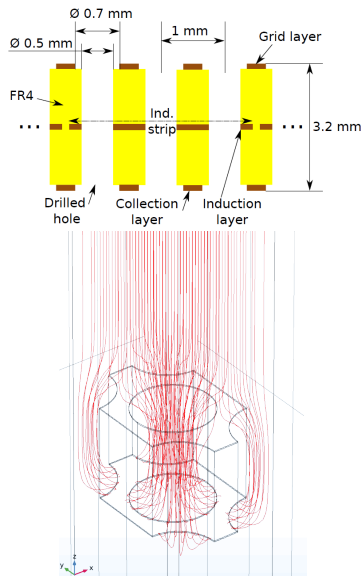 Ø 0.7 mm
1 mm
Grid layer
Ø 0.5 mm
FR4
Ind.
strip
3.2 mm
Drilled
hole
Collection
layer
Induction
layer
z
y
x